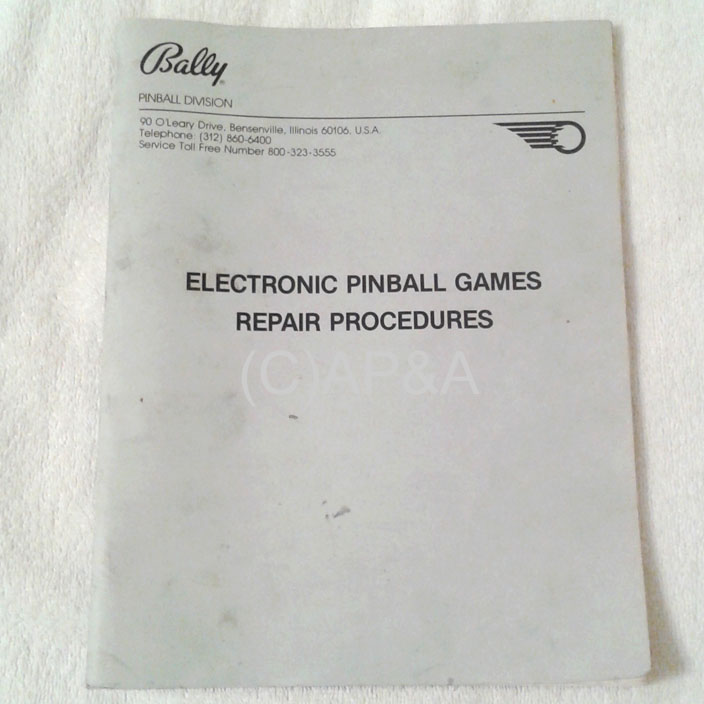 Bally
PINBALL DIVISION
90 O'Leary Drive, Bensenville, Illinois 60106, U.S.A.
Telephone: (312) 860-6400
Service Toll Free Number 800-323-3555
ELECTRONIC PINBALL GAMES
REPAIR PROCEDURES
(C)AP&A